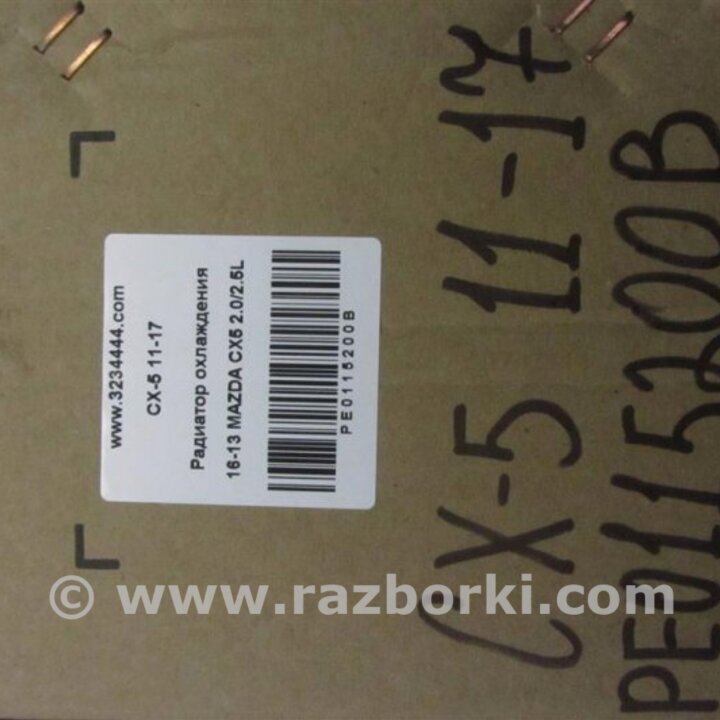 www.3234444.com
CX-5 11-17
Радиатор охлаждения
16-13 MAZDA CX5 2.0/2.5L
PE0115200B
CX-5 11-17
PE0115200B
© www.razborki.com